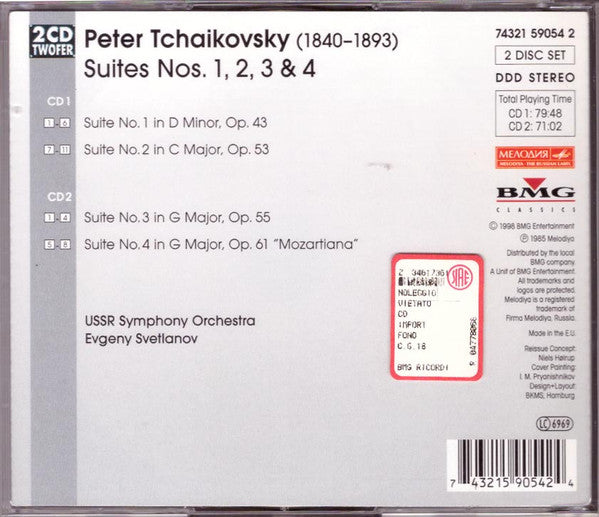 2CD
TWOFER
Peter Tchaikovsky (1840–1893)
Suites Nos. 1, 2, 3 & 4
CD 1
1 - 6 Suite No. 1 in D Minor, Op. 43
7 - 11 Suite No. 2 in C Major, Op. 53
CD 2
1 - 4 Suite No. 3 in G Major, Op. 55
5 - 8 Suite No. 4 in G Major, Op. 61 "Mozartiana"
USSR Symphony Orchestra
Evgeny Svetlanov
74321 59054 2
2 DISC SET
DDD STEREO
Total Playing Time
CD 1: 79:48
CD 2: 71:02
МЕЛОДИЯ
MELODIYA · THE RUSSIAN LABEL
BMG
CLASSICS
© 1998 BMG Entertainment
℗ 1985 Melodiya
Distributed by the local
BMG company.
A Unit of BMG Entertainment.
All trademarks and
logos are protected.
Melodiya is a registered
trademark of
Firma Melodiya, Russia.
Made in the E.U.
Reissue Concept:
Niels Hørup
Cover Painting:
I. M. Pryanishnikov
Design+Layout:
BKMS, Hamburg
LC 6969
NOLEGGIO
VIETATO
CD
IMPORT
FONO
C.G.18
BMG RICORDI
7 43215 90542 4